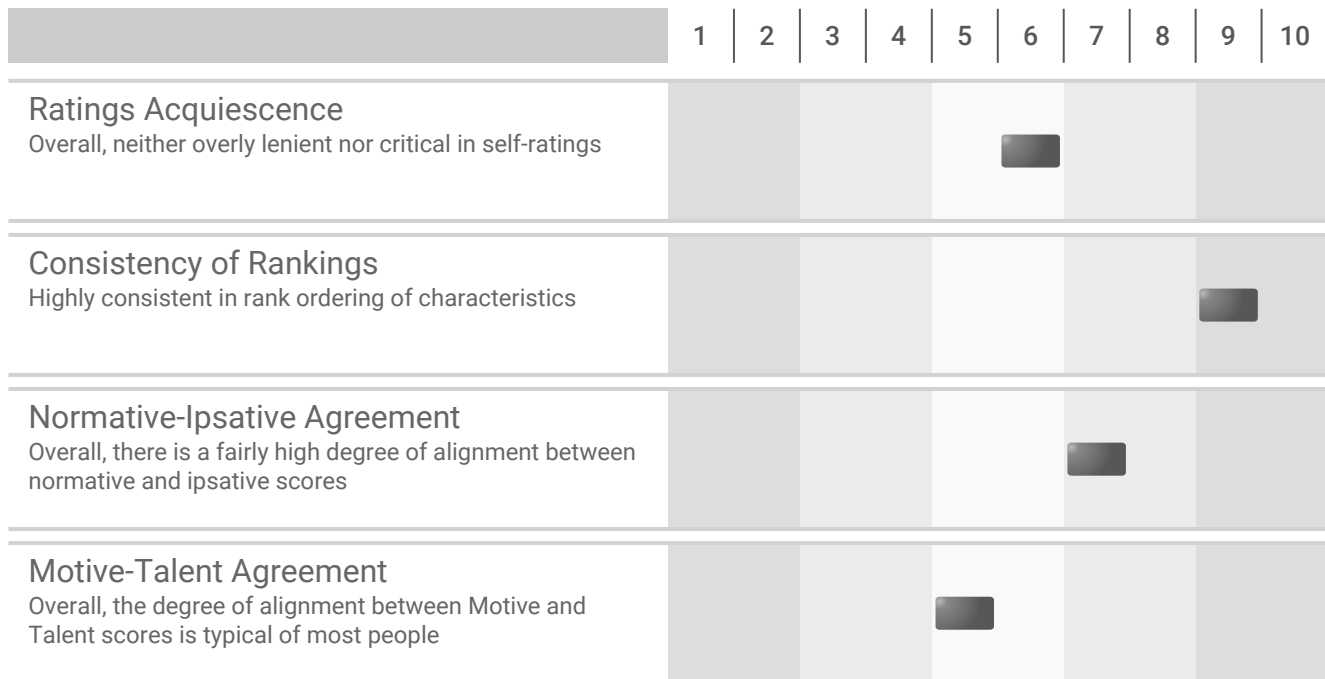 1 2 3 4 5 6 7 8 9 10
Ratings Acquiescence
Overall, neither overly lenient nor critical in self-ratings
Consistency of Rankings
Highly consistent in rank ordering of characteristics
Normative-Ipsative Agreement
Overall, there is a fairly high degree of alignment between
normative and ipsative scores
Motive-Talent Agreement
Overall, the degree of alignment between Motive and
Talent scores is typical of most people